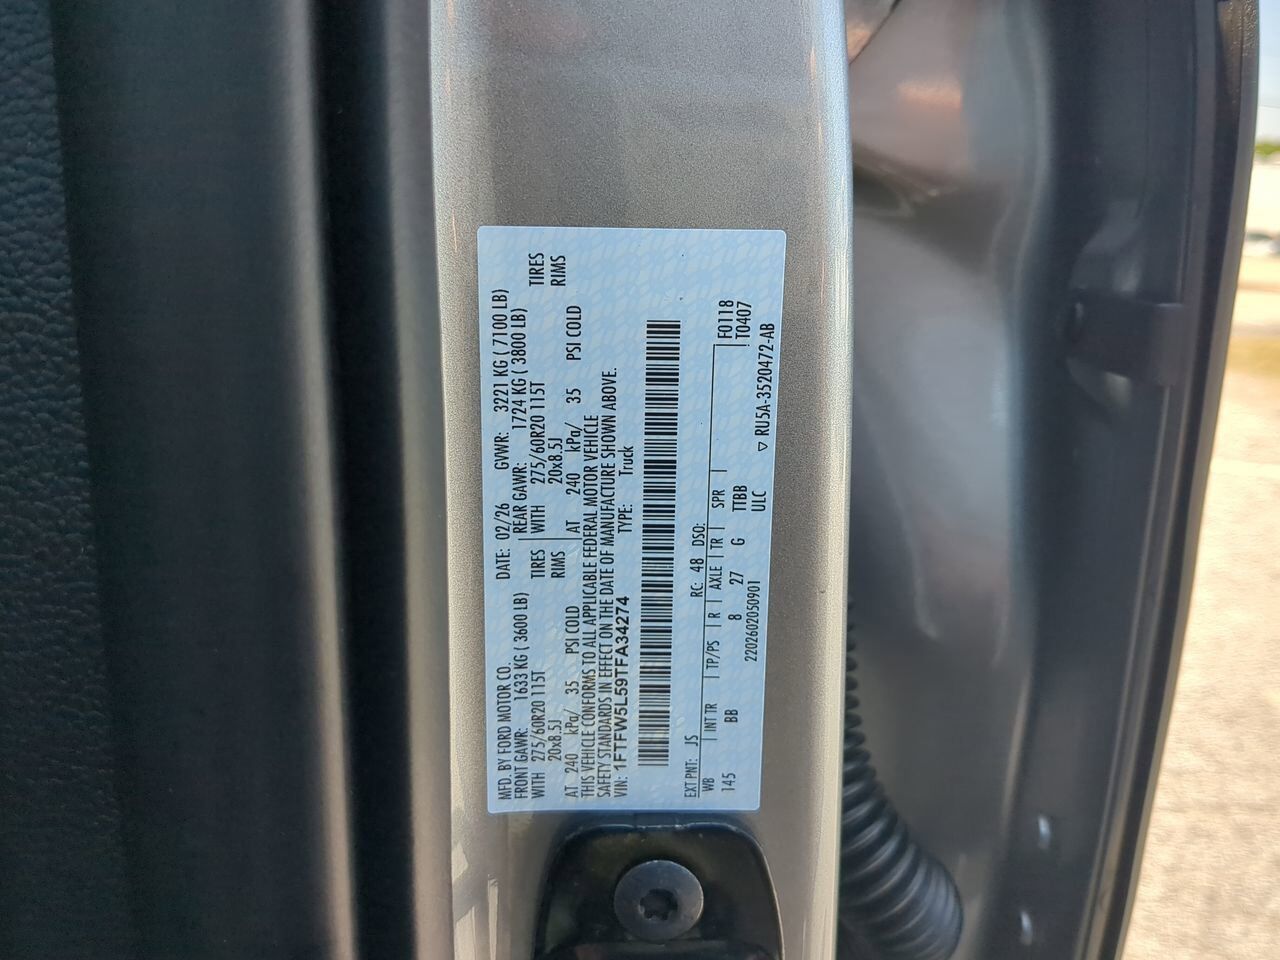 MFD. BY FORD MOTOR CO. DATE: 02/26 GVWR: 3221 KG ( 7100 LB)
FRONT GAWR: 1633 KG ( 3600 LB) REAR GAWR: 1724 KG ( 3800 LB)
WITH 275/60R20 115T TIRES WITH 275/60R20 115T TIRES
20x8.5J RIMS 20x8.5J RIMS
AT 240 kPa/ 35 PSI COLD AT 240 kPa/ 35 PSI COLD
THIS VEHICLE CONFORMS TO ALL APPLICABLE FEDERAL MOTOR VEHICLE
SAFETY STANDARDS IN EFFECT ON THE DATE OF MANUFACTURE SHOWN ABOVE.
VIN: 1FTFW5L59TFA34274 TYPE: Truck
EXT PNT: JS RC: 48 DSO:
WB INT TR TP/PS R AXLE TR SPR F0118
145 BB 8 27 G TTBB T0407
2202602050901 ULC
▽ RU5A-3520472-AB